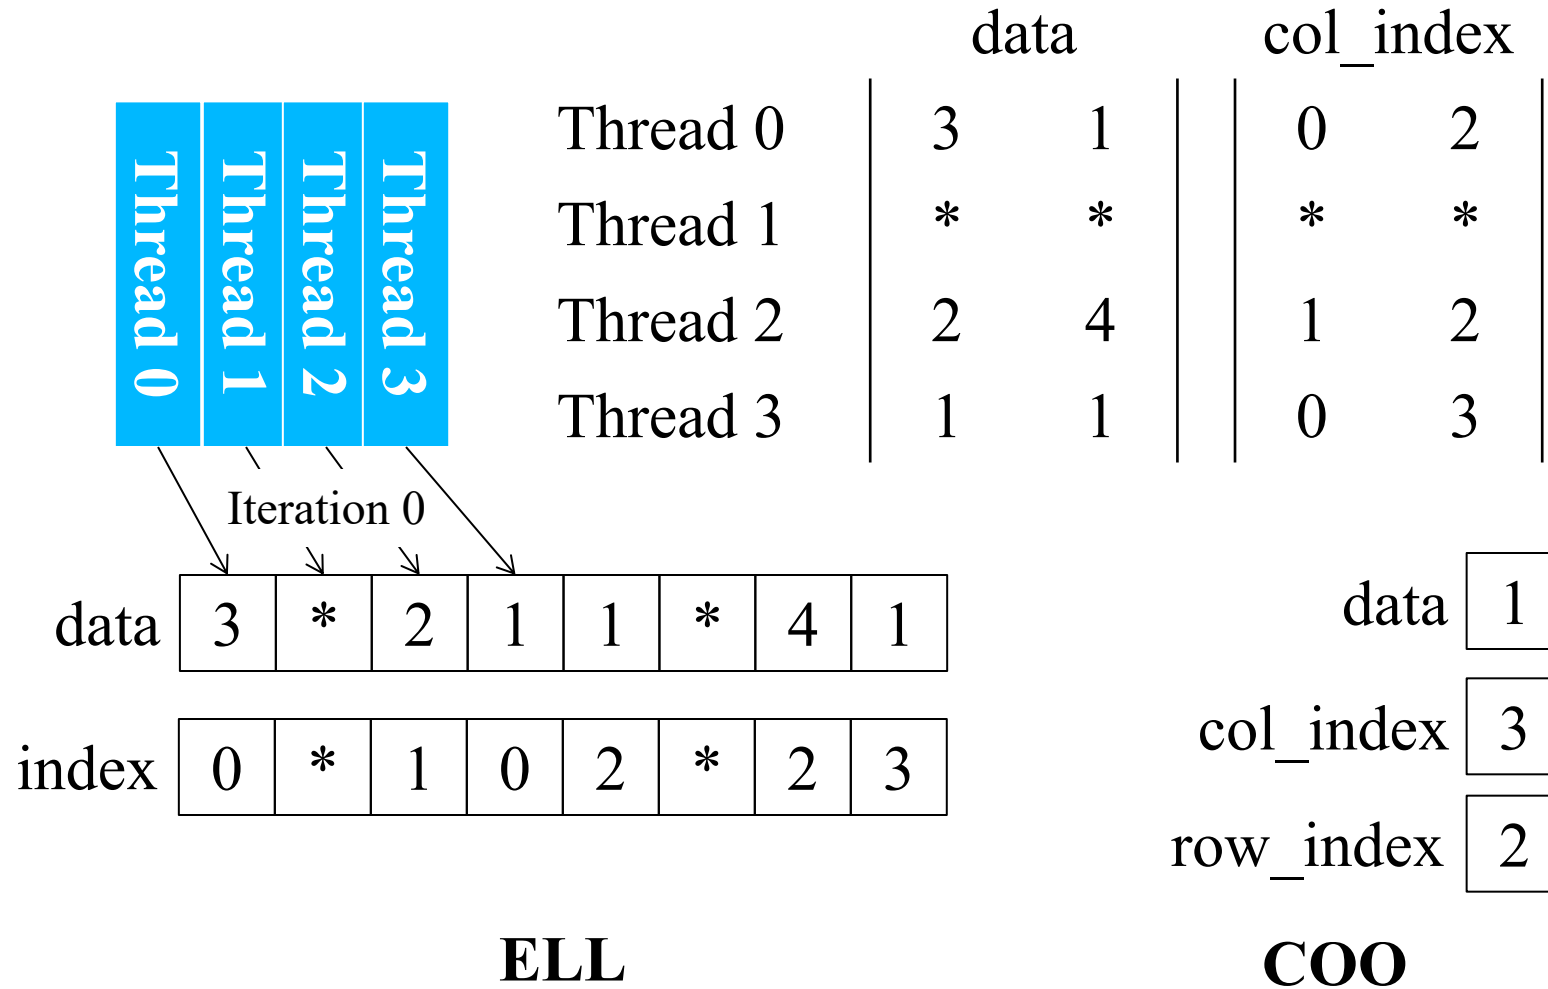 data col_index
Thread 0 3 1 0 2
Thread 1 * * * *
Thread 2 2 4 1 2
Thread 3 1 1 0 3
Thread 0
Thread 1
Thread 2
Thread 3
Iteration 0
data 3 * 2 1 1 * 4 1
index 0 * 1 0 2 * 2 3
ELL
data 1
col_index 3
row_index 2
COO